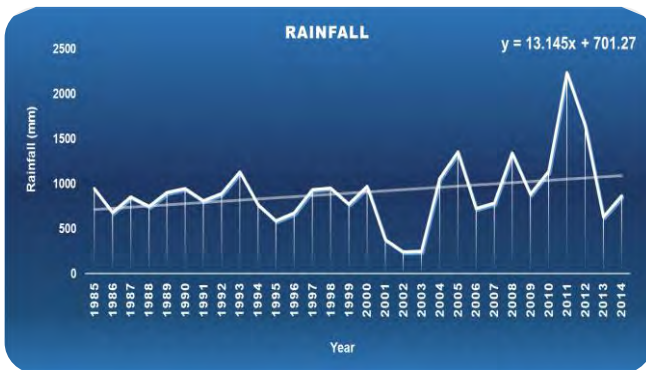 RAINFALL
y = 13.145x + 701.27
2500
2000
1500
1000
500
0
Rainfall (mm)
1985 1986 1987 1988 1989 1990 1991 1992 1993 1994 1995 1996 1997 1998 1999 2000 2001 2002 2003 2004 2005 2006 2007 2008 2009 2010 2011 2012 2013 2014
Year